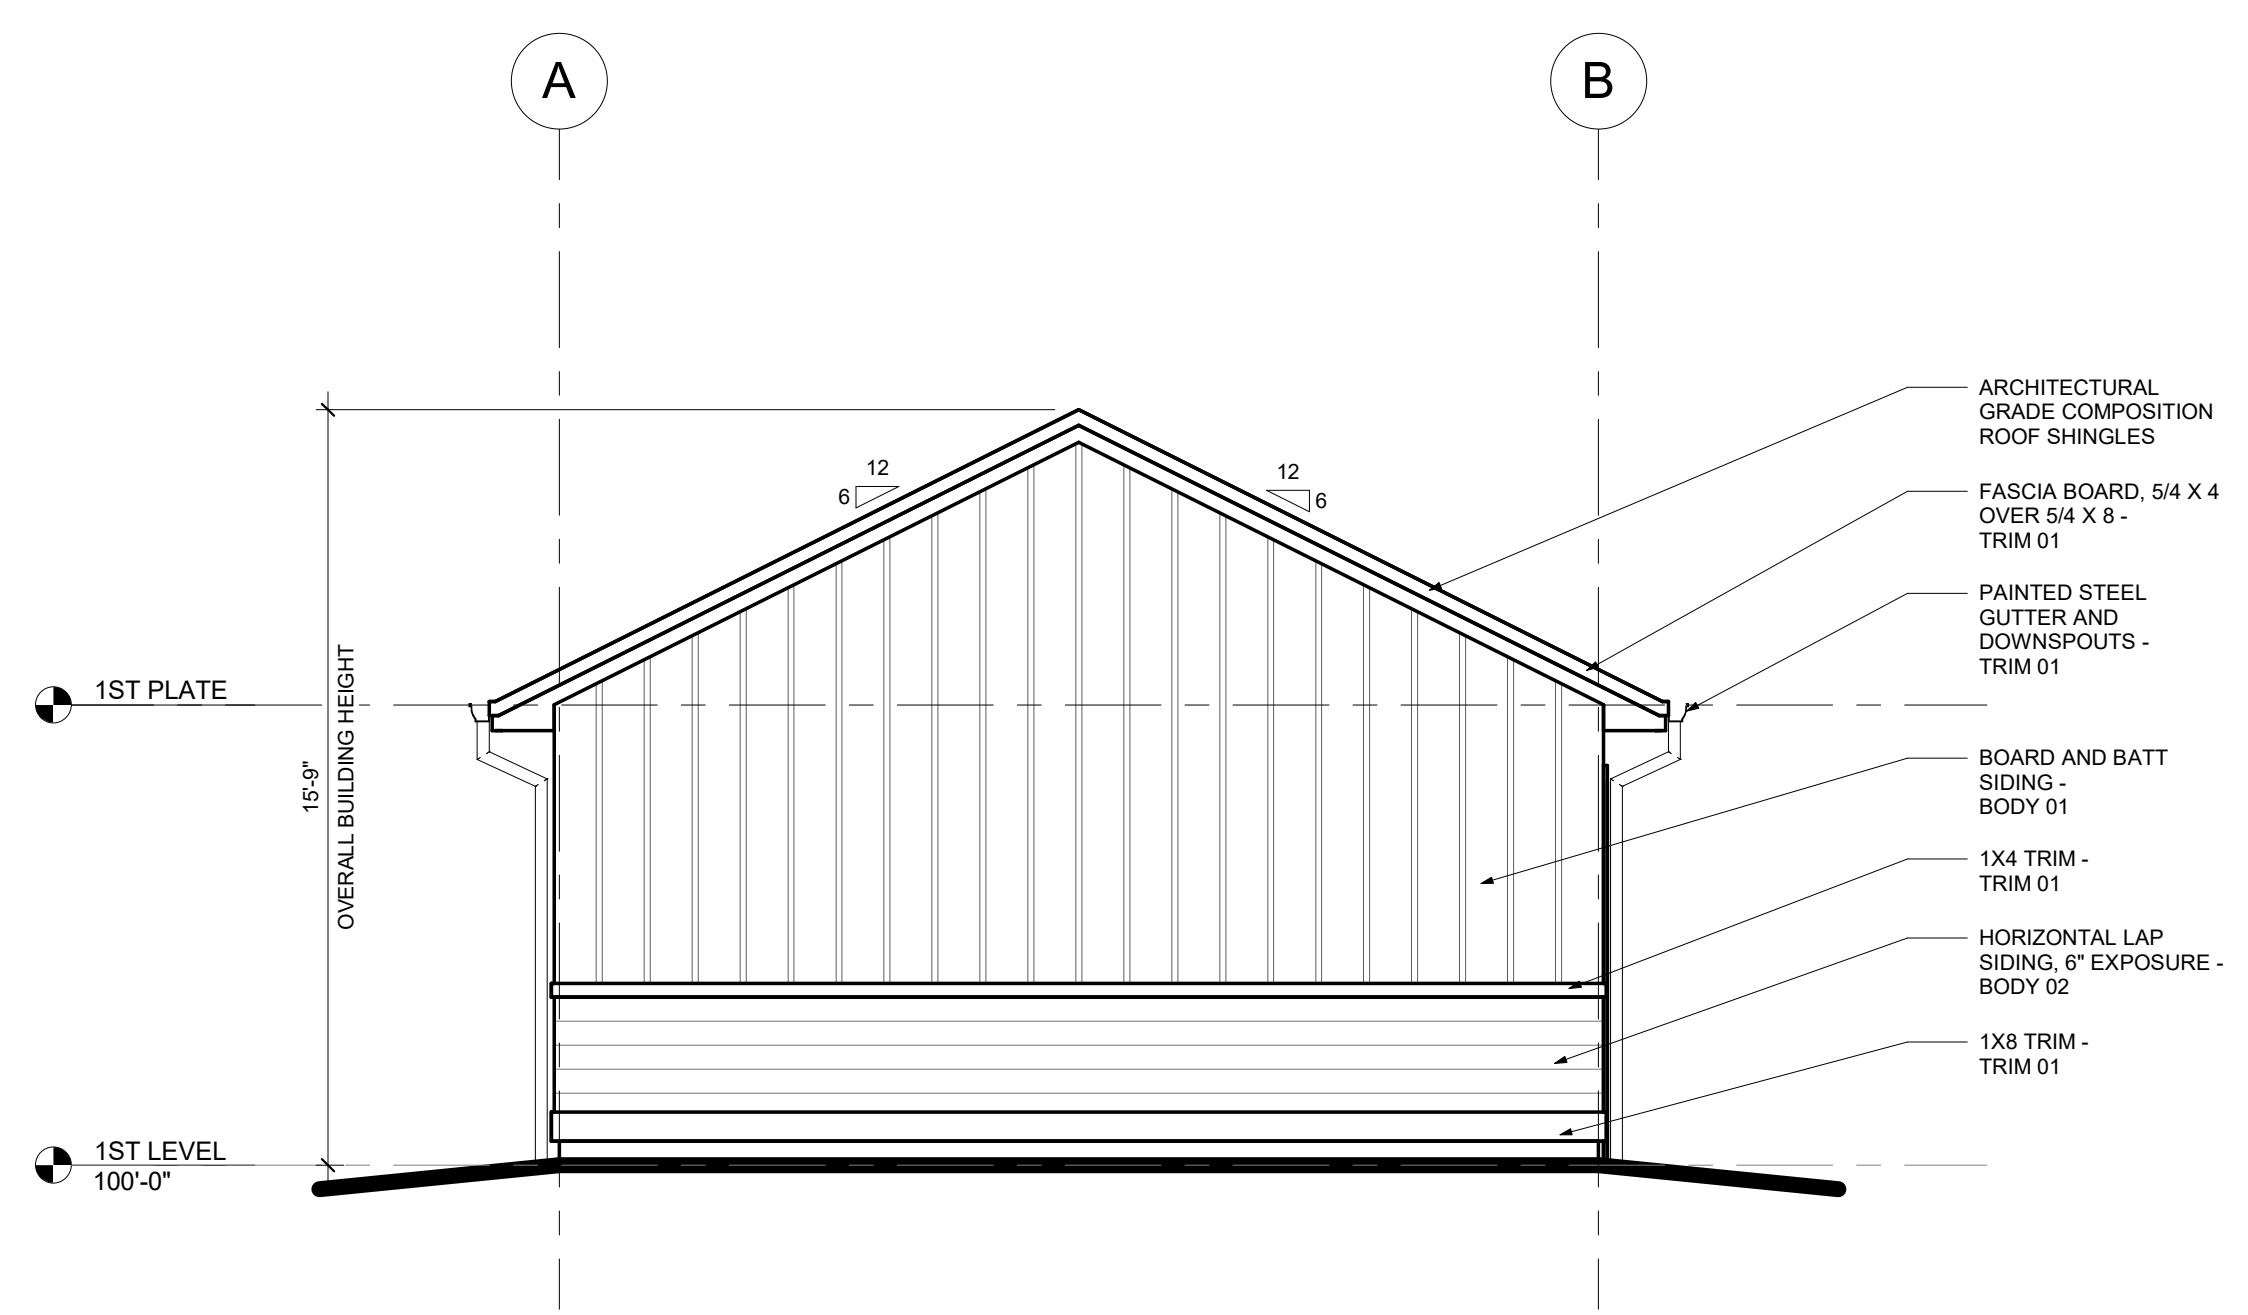 A
B
12
6
12
6
1ST PLATE
15'-9"
OVERALL BUILDING HEIGHT
1ST LEVEL
100'-0"
ARCHITECTURAL
GRADE COMPOSITION
ROOF SHINGLES
FASCIA BOARD, 5/4 X 4
OVER 5/4 X 8 -
TRIM 01
PAINTED STEEL
GUTTER AND
DOWNSPOUTS -
TRIM 01
BOARD AND BATT
SIDING -
BODY 01
1X4 TRIM -
TRIM 01
HORIZONTAL LAP
SIDING, 6" EXPOSURE -
BODY 02
1X8 TRIM -
TRIM 01